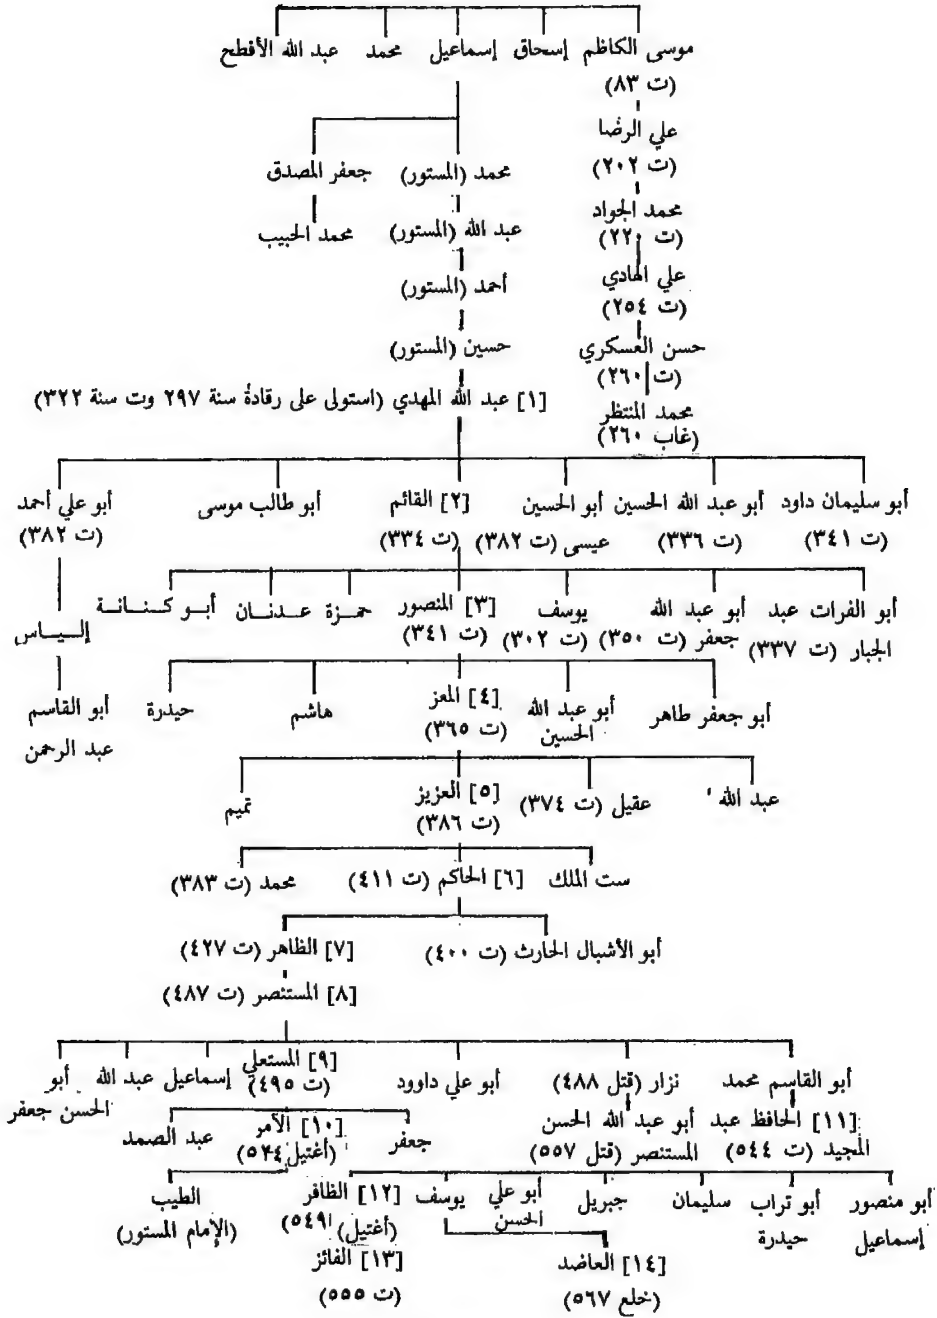 موسى الكاظم إسحاق إسماعيل محمد عبد الله الأفطح
(ت ٨٣)
علي الرضا
(ت ٢٠٢)
محمد (المستور) جعفر المصدق
محمد الجواد
(ت ٢٢٠)
عبد الله (المستور) محمد الحبيب
علي الهادي
(ت ٢٥٤)
أحمد (المستور)
حسن العسكري
(ت ٢٦٠)
حسين (المستور)
محمد المنتظر
(غاب ٢٦٠)
[١] عبد الله المهدي (استولى على رقادة سنة ٢٩٧ وت سنة ٣٢٢)
أبو سليمان داود أبو عبد الله الحسين أبو الحسين [٢] القائم أبو طالب موسى أبو علي أحمد
(ت ٣٤١) (ت ٣٣٦) عيسى (ت ٣٨٢) (ت ٣٣٤) (ت ٣٨٢)
أبو الفرات عبد أبو عبد الله يوسف [٣] المنصور حمزة عدنان أبو كنانة إلياس
الجبار (ت ٣٣٧) جعفر (ت ٣٥٠) (ت ٣٠٢) (ت ٣٤١)
أبو جعفر طاهر أبو عبد الله [٤] المعز هاشم حيدرة أبو القاسم
الحسين (ت ٣٦٥) عبد الرحمن
عبد الله عقيل (ت ٣٧٤) [٥] العزيز تميم
(ت ٣٨٦)
ست الملك [٦] الحاكم (ت ٤١١) محمد (ت ٣٨٣)
أبو الأشبال الحارث (ت ٤٠٠) [٧] الظاهر (ت ٤٢٧)
[٨] المستنصر (ت ٤٨٧)
أبو القاسم محمد نزار (قتل ٤٨٨) أبو علي داوود [٩] المستعلي إسماعيل عبد الله أبو
(ت ٤٩٥) الحسن جعفر
[١١] الحافظ عبد أبو عبد الله الحسن جعفر [١٠] الآمر عبد الصمد
المجيد (ت ٥٤٤) المستنصر (قتل ٥٥٧) (أغتيل ٥٢٤)
أبو منصور أبو تراب سليمان جبريل أبو علي يوسف [١٢] الظافر الطيب
إسماعيل حيدرة الحسن (أغتيل ٥٤٩) (الإمام المستور)
[١٤] العاضد [١٣] الفائز
(خلع ٥٦٧) (ت ٥٥٥)